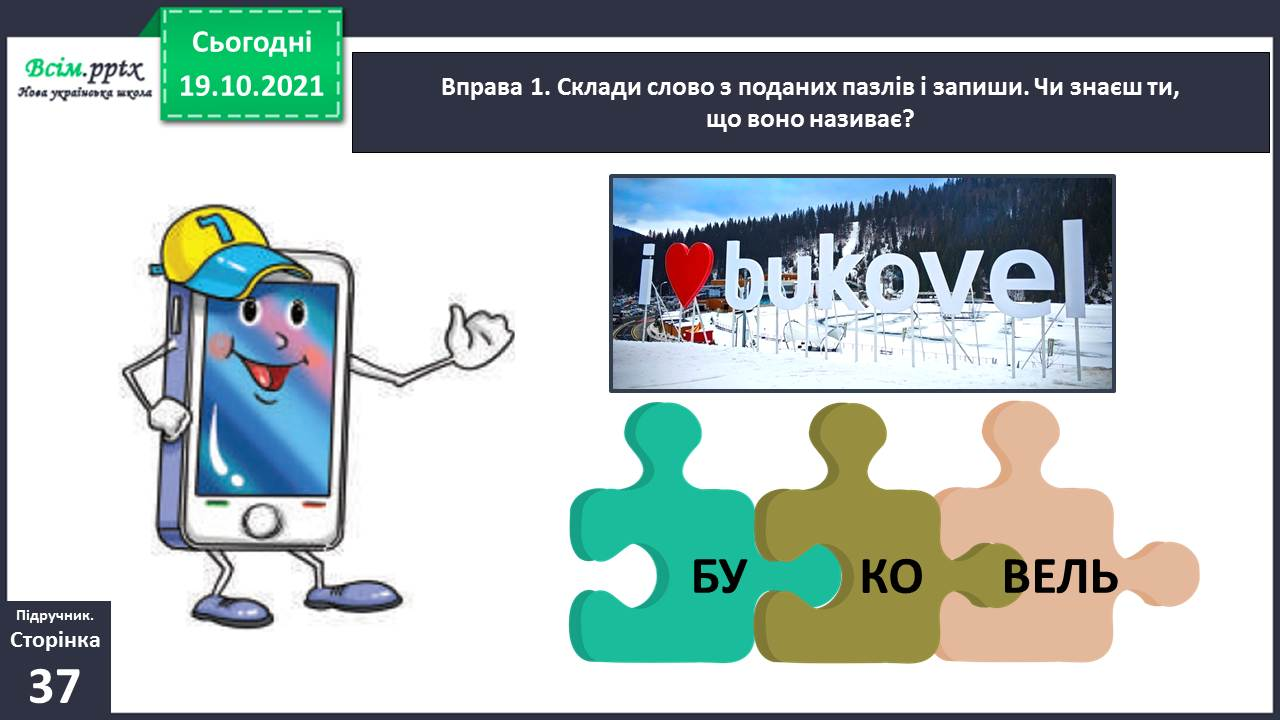 Сьогодні
19.10.2021
Всім.pptx
Нова українська школа
Вправа 1. Склади слово з поданих пазлів і запиши. Чи знаєш ти,
що воно називає?
i bukovel
БУ КО ВЕЛЬ
Підручник.
Сторінка
37